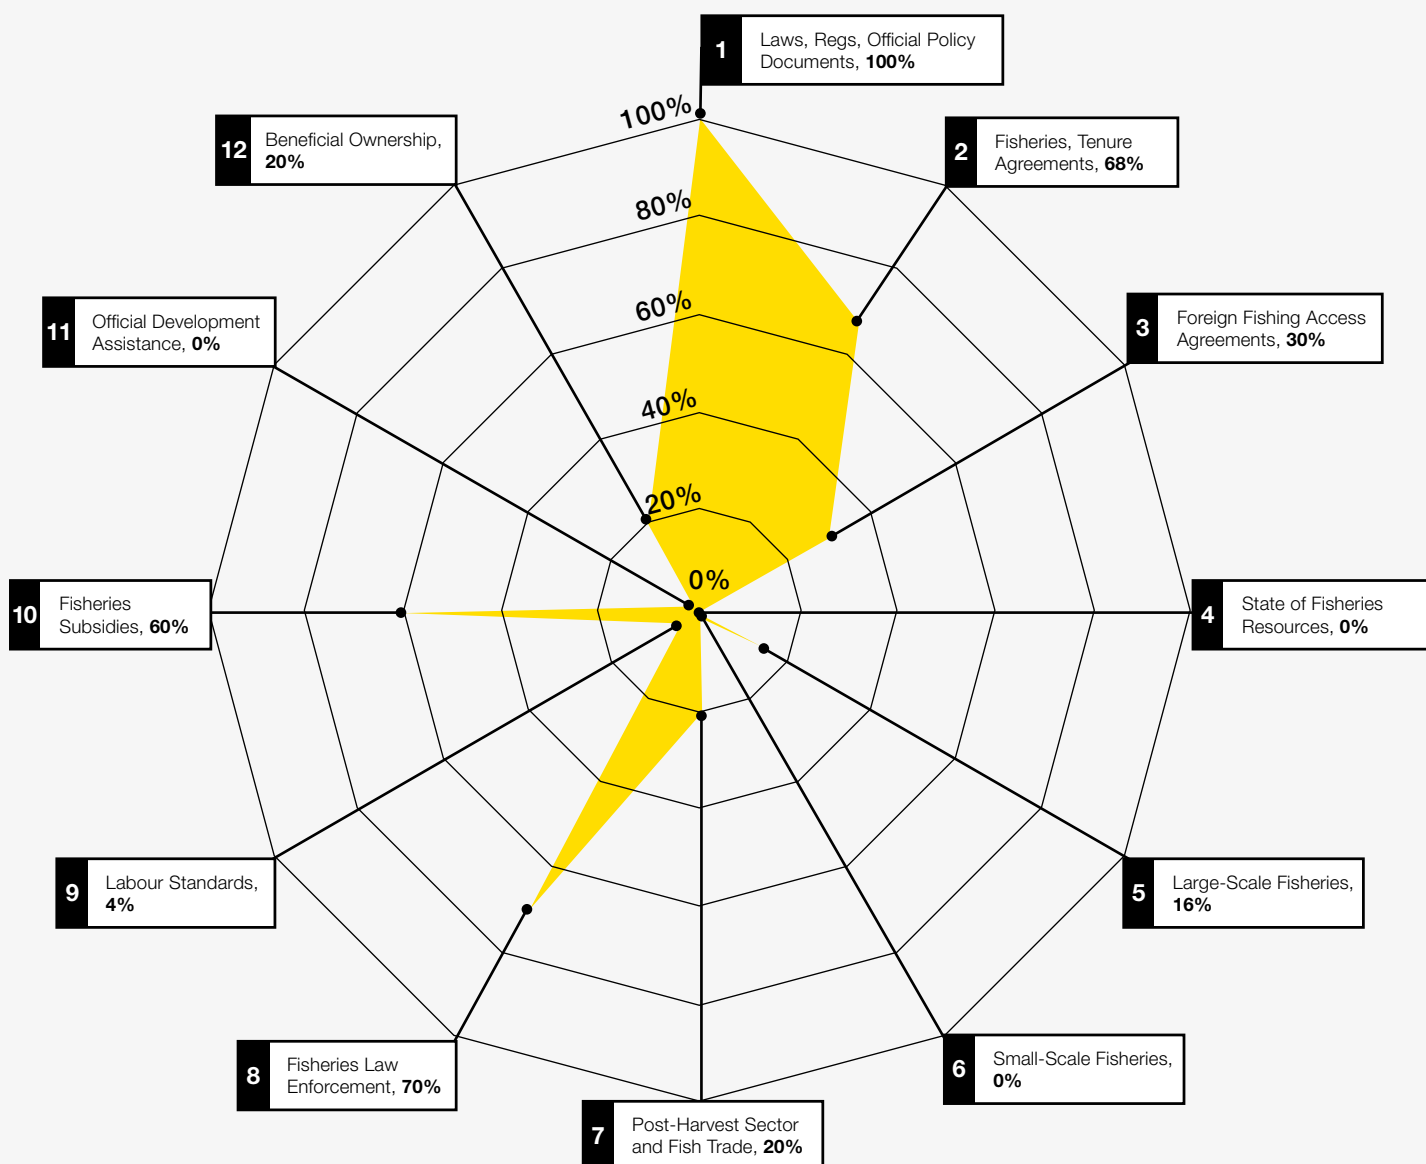 1
Laws, Regs, Official Policy
Documents, 100%
2
Fisheries, Tenure
Agreements, 68%
3
Foreign Fishing Access
Agreements, 30%
4
State of Fisheries
Resources, 0%
5
Large-Scale Fisheries,
16%
6
Small-Scale Fisheries,
0%
7
Post-Harvest Sector
and Fish Trade, 20%
8
Fisheries Law
Enforcement, 70%
9
Labour Standards,
4%
10
Fisheries
Subsidies, 60%
11
Official Development
Assistance, 0%
12
Beneficial Ownership,
20%
100%
80%
60%
40%
20%
0%